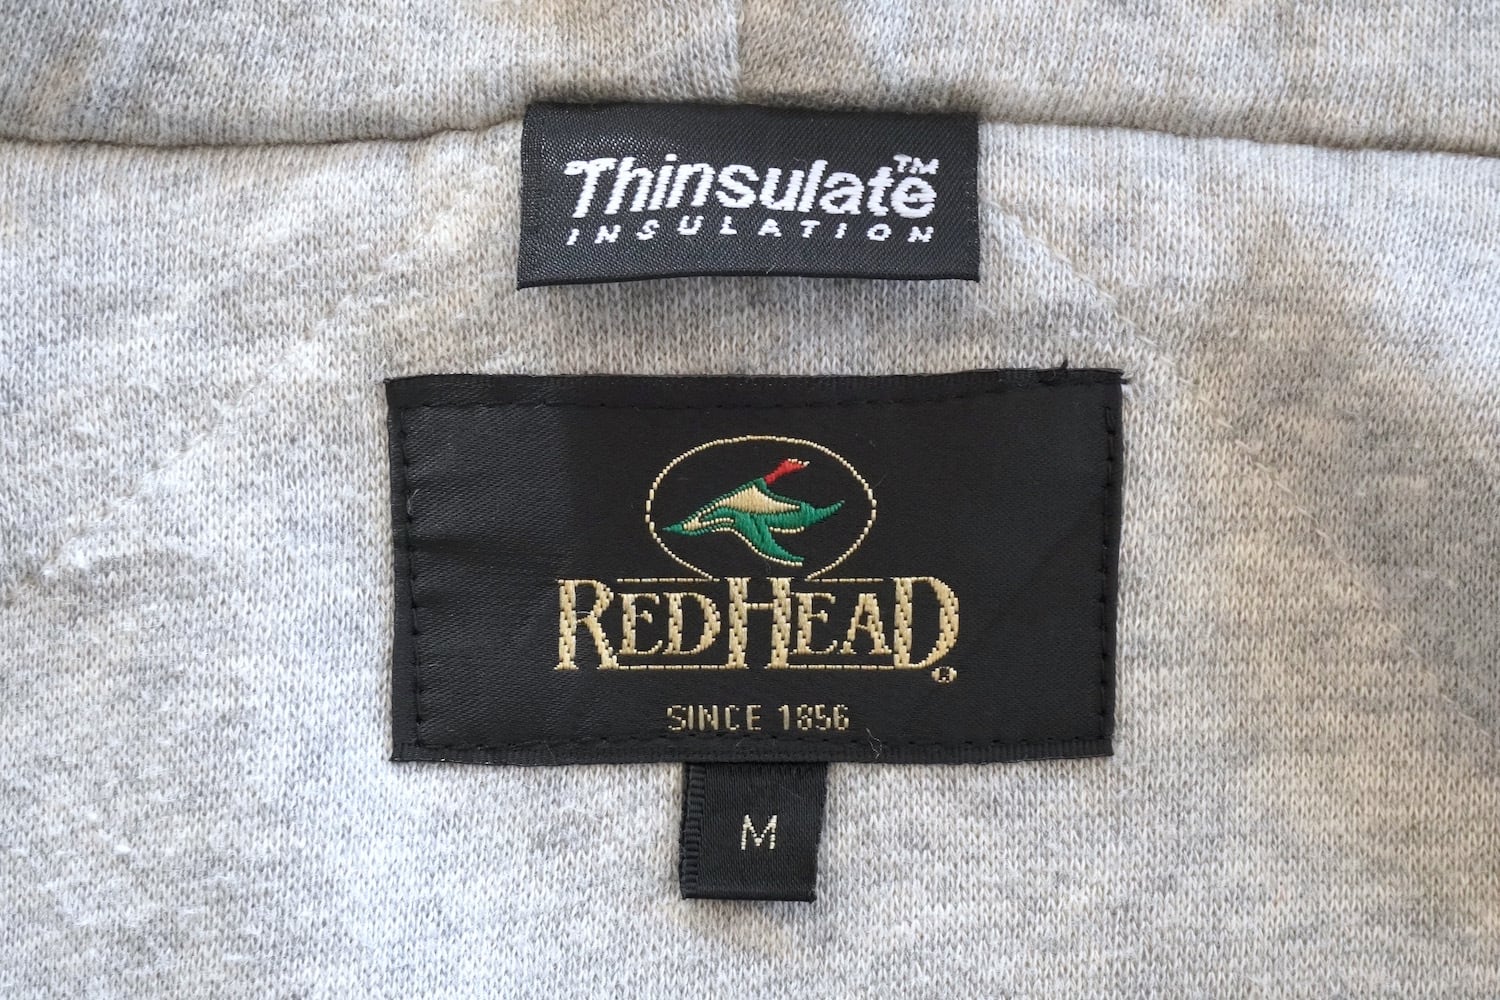 Thinsulate™
INSULATION
REDHEAD®
SINCE 1856
M